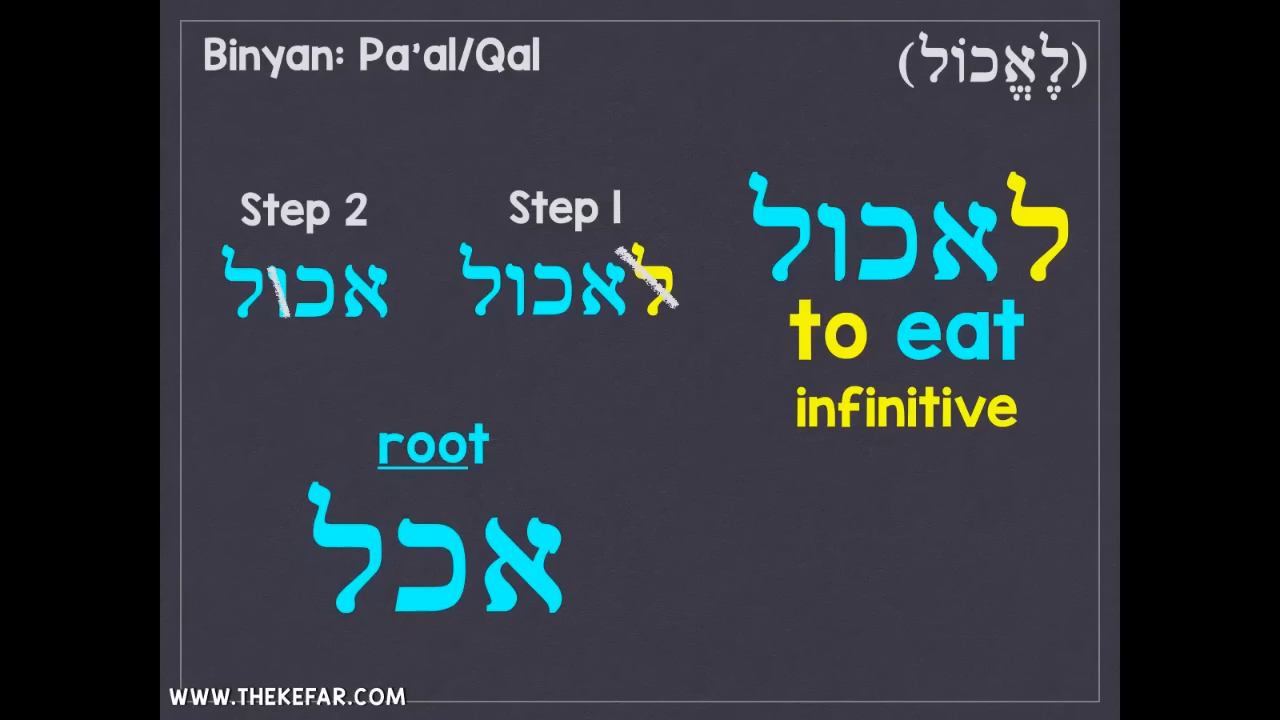 Binyan: Pa'al/Qal
(לֶאֱכוֹל)
לאכול
to eat
infinitive
Step 1
לאכול
Step 2
אכול
root
אכל
WWW.THEKEFAR.COM